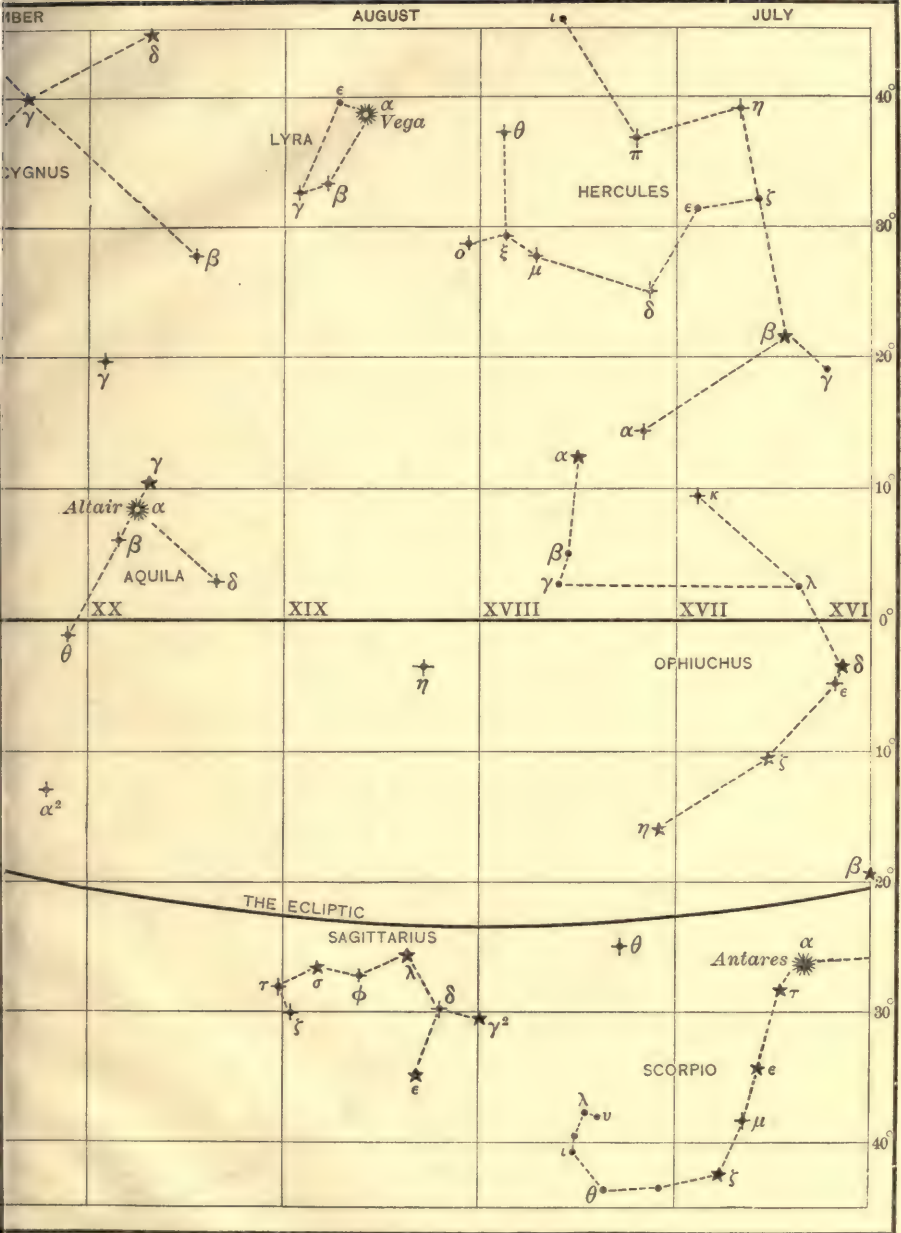 MBER AUGUST ι JULY
δ
40°
γ ε α Vega η
LYRA θ π
CYGNUS HERCULES
γ β ε ζ
30°
β ο ξ μ
δ
β
γ 20° γ
α
γ α
10°
Altair α κ
β β
AQUILA δ γ λ
XX XIX XVIII XVII XVI 0°
θ
OPHIUCHUS δ
η ε
10°
ζ
α²
η
β
20°
THE ECLIPTIC
SAGITTARIUS α
θ Antares
τ σ φ λ τ
δ
ζ γ² 30°
SCORPIO ε
ε
λ υ μ
40°
ι
θ ζ